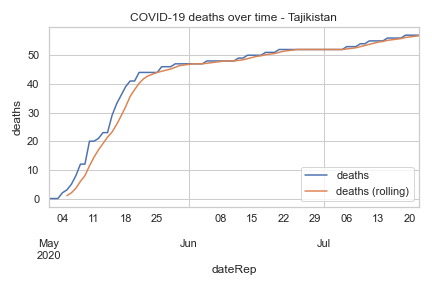 COVID-19 deaths over time - Tajikistan
deaths
50
40
30
20
10
0
deaths
deaths (rolling)
04 11 18 25 08 15 22 29 06 13 20
May Jun Jul
2020
dateRep